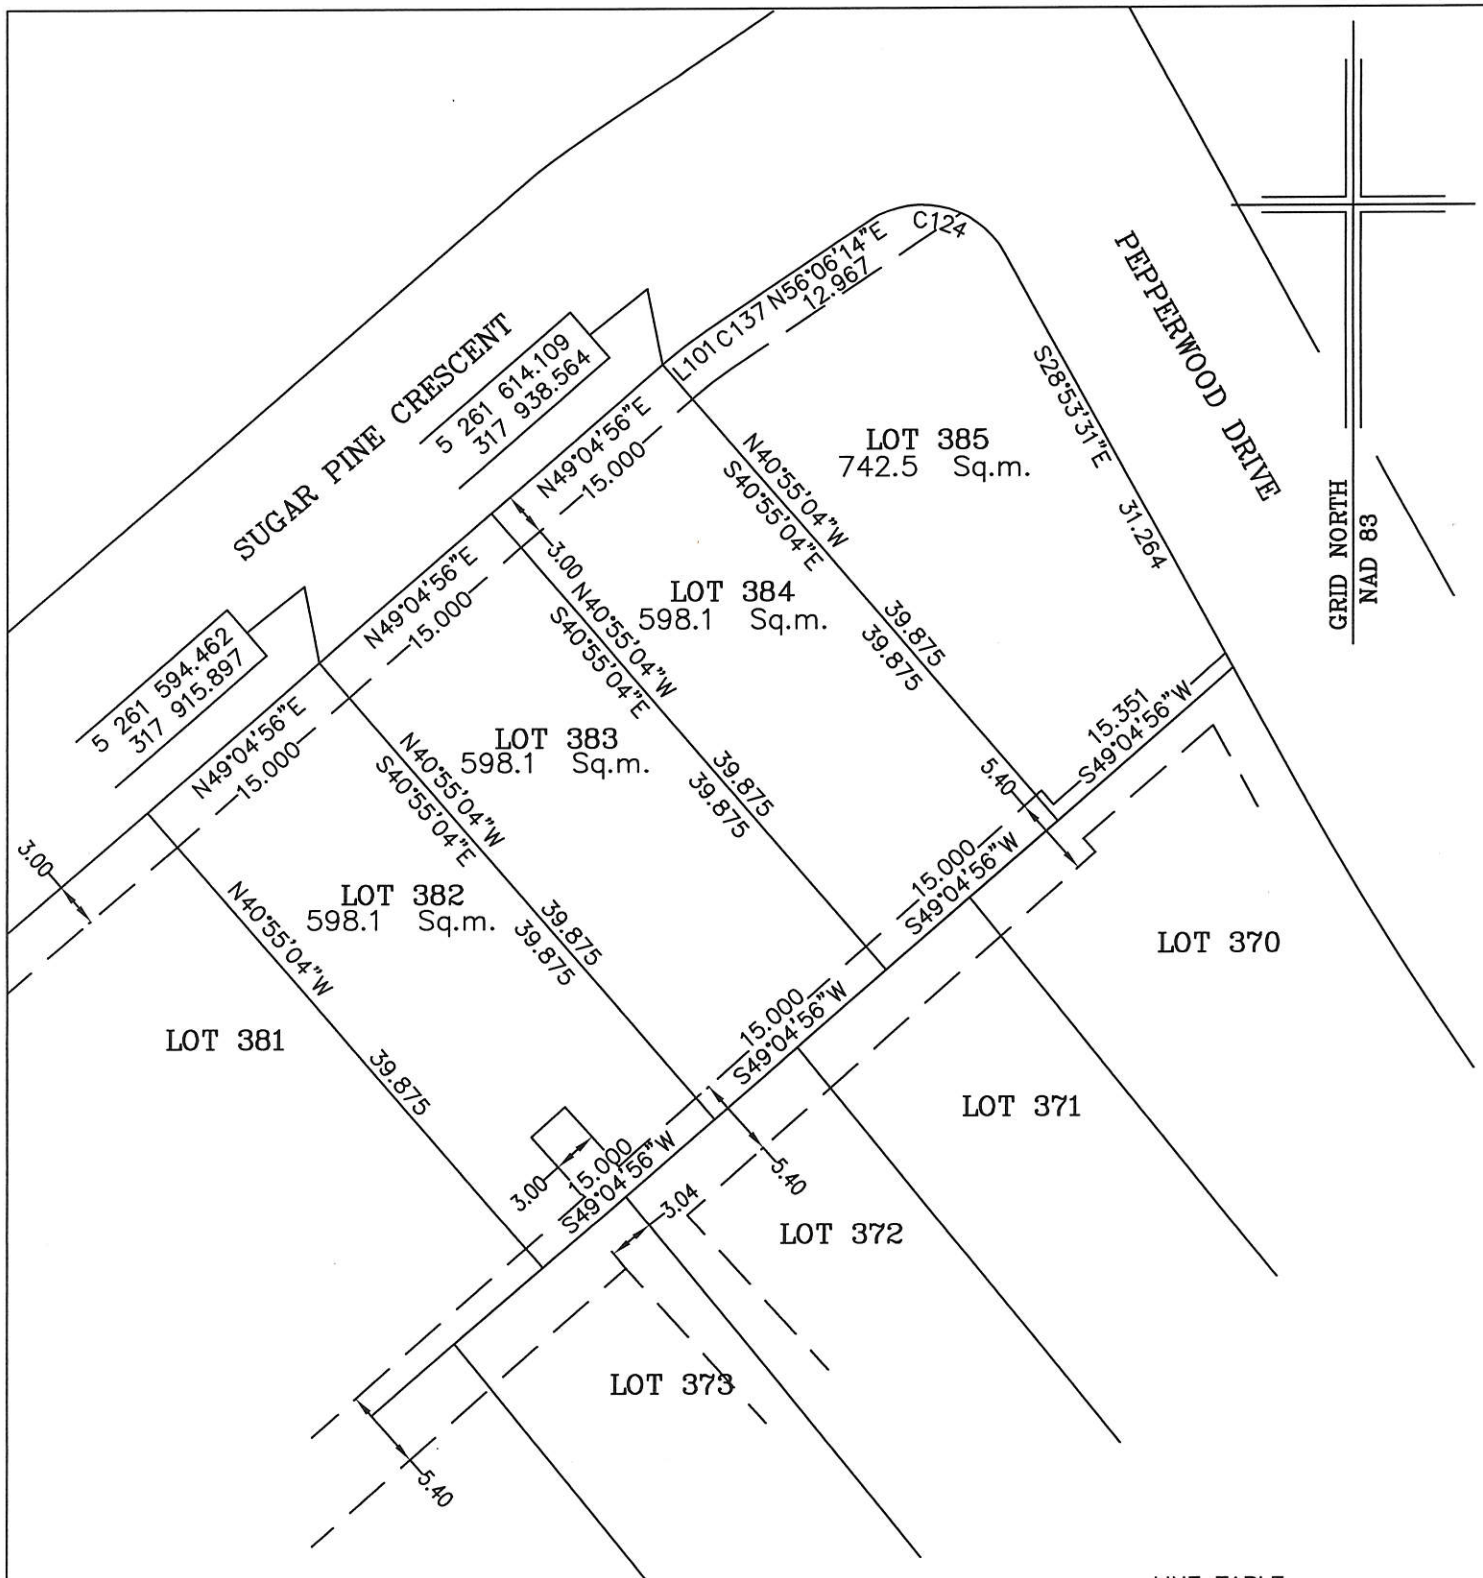 C124
N56°06'14"E
12.967
C137
L101
PEPPERWOOD DRIVE
SUGAR PINE CRESCENT
5 261 614.109
317 938.564
N49°04'56"E
15.000
S28°53'31"E
31.264
LOT 385
742.5 Sq.m.
N40°55'04"W
S40°55'04"E
39.875
39.875
GRID NORTH
NAD 83
3.00
N49°04'56"E
15.000
LOT 384
598.1 Sq.m.
N40°55'04"W
S40°55'04"E
39.875
39.875
5 261 594.462
317 915.897
N49°04'56"E
15.000
LOT 383
598.1 Sq.m.
N40°55'04"W
S40°55'04"E
39.875
39.875
15.351
S49°04'56"W
5.40
3.00
LOT 382
598.1 Sq.m.
N40°55'04"W
39.875
15.000
S49°04'56"W
LOT 370
LOT 381
15.000
S49°04'56"W
LOT 371
15.000
S49°04'56"W
3.00
5.40
3.04
LOT 372
LOT 373
5.40